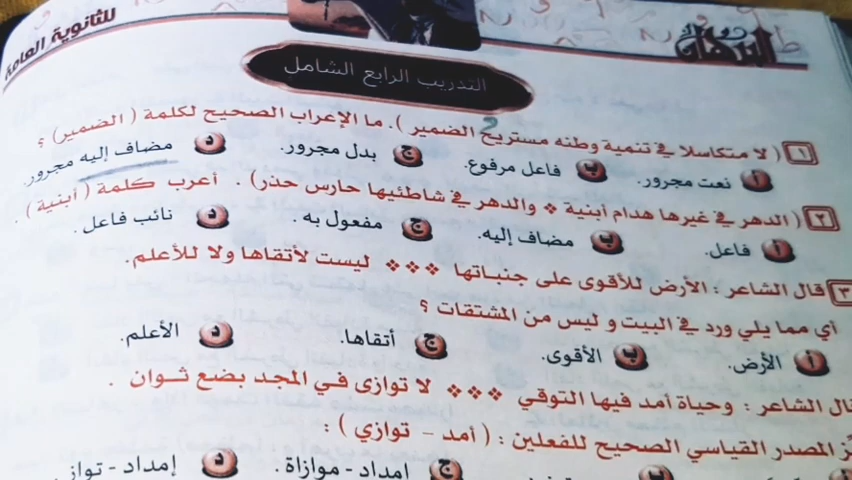 للثانوية العامة
التدريب الرابع الشامل
١ ( لا متكاسلا في تنمية وطنه مستريح الضمير ) . ما الإعراب الصحيح لكلمة ( الضمير ) ؟
أ نعت مجرور. ب فاعل مرفوع. ج بدل مجرور. د مضاف إليه مجرور.
٢ ( الدهر في غيرها هدام أبنية ❖ والدهر في شاطئيها حارس حذر ) . أعرب كلمة ( أبنية ) .
أ فاعل. ب مضاف إليه. ج مفعول به . د نائب فاعل .
٣ قال الشاعر : الأرض للأقوى على جنباتها ❖❖❖ ليست لأتقاها ولا للأعلم.
أي مما يلي ورد في البيت و ليس من المشتقات ؟
أ الأرض. ب الأقوى. ج أتقاها. د الأعلم.
قال الشاعر : وحياة أمد فيها التوقي ❖❖❖ لا توازى في المجد بضع ثوان .
المصدر القياسي الصحيح للفعلين : ( أمد - توازي ) :
ج امداد - موازاة . د إمداد - تواز